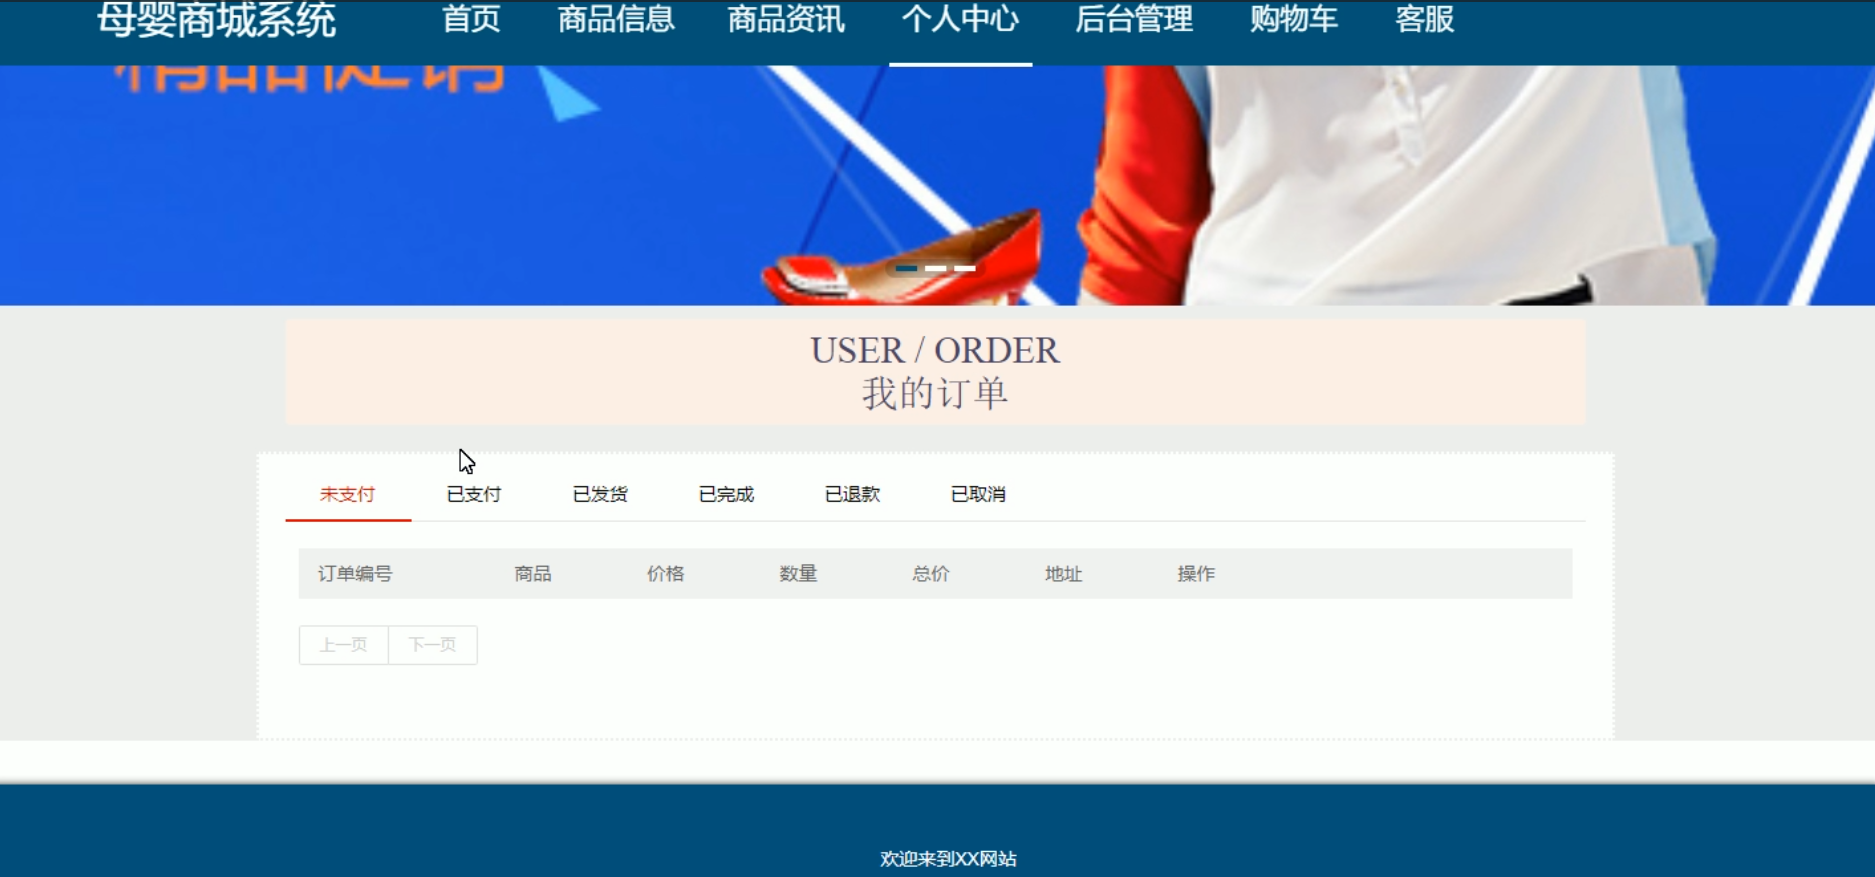 母婴商城系统 首页 商品信息 商品资讯 个人中心 后台管理 购物车 客服
精品促销
USER / ORDER
我的订单
未支付 已支付 已发货 已完成 已退款 已取消
订单编号 商品 价格 数量 总价 地址 操作
上一页 下一页
欢迎来到XX网站